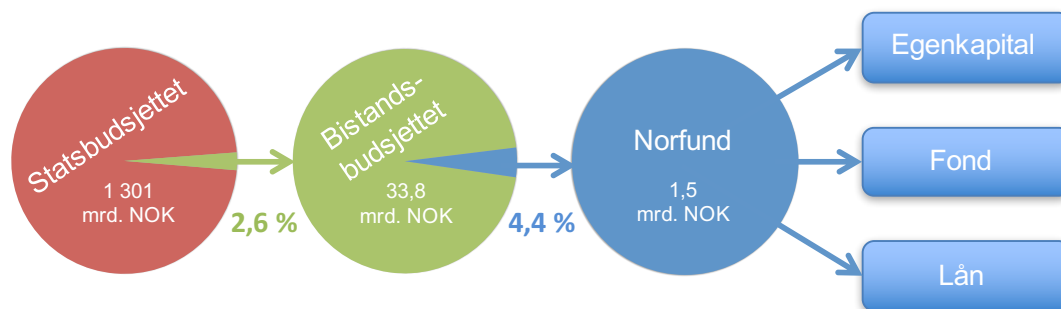 Statsbudsjettet
1 301
mrd. NOK
2,6 %
Bistands-
budsjettet
33,8
mrd. NOK
4,4 %
Norfund
1,5
mrd. NOK
Egenkapital
Fond
Lån